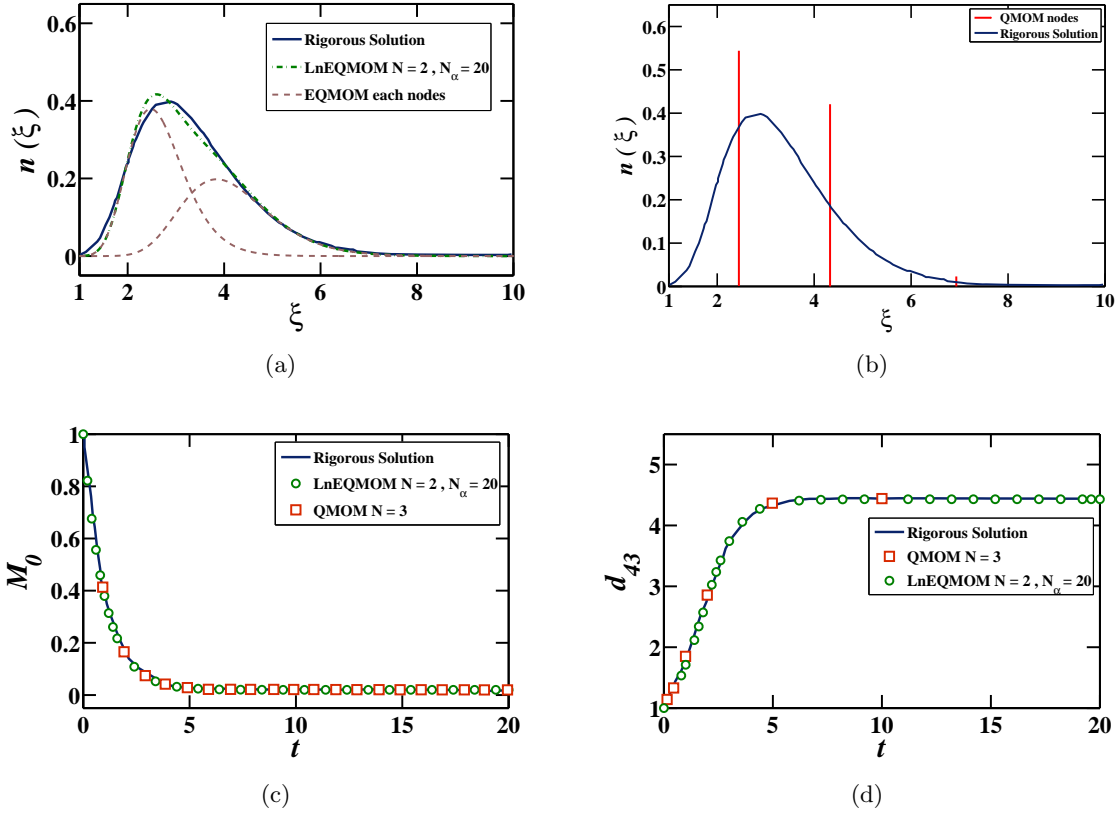 0.6
0.4
0.2
0
n (ξ)
1 2 4 6 8 10
ξ
Rigorous Solution
LnEQMOM N = 2 , Nα = 20
EQMOM each nodes
(a)
0.6
0.5
0.4
0.3
0.2
0.1
0
n (ξ)
1 2 4 6 8 10
ξ
QMOM nodes
Rigorous Solution
(b)
1
0.8
0.6
0.4
0.2
0
M0
0 5 10 15 20
t
Rigorous Solution
LnEQMOM N = 2 , Nα = 20
QMOM N = 3
(c)
5
4
3
2
1
d43
0 5 10 15 20
t
Rigorous Solution
QMOM N = 3
LnEQMOM N = 2 , Nα = 20
(d)